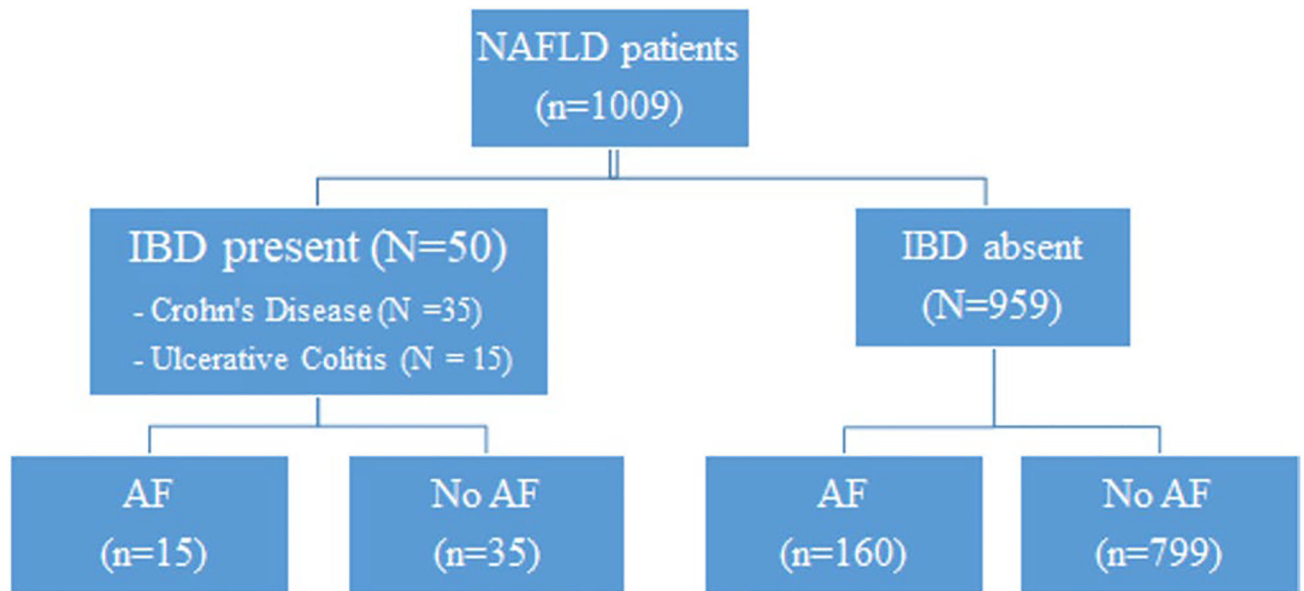 NAFLD patients
(n=1009)
IBD present (N=50)
- Crohn's Disease (N =35)
- Ulcerative Colitis (N = 15)
IBD absent
(N=959)
AF
(n=15)
No AF
(n=35)
AF
(n=160)
No AF
(n=799)